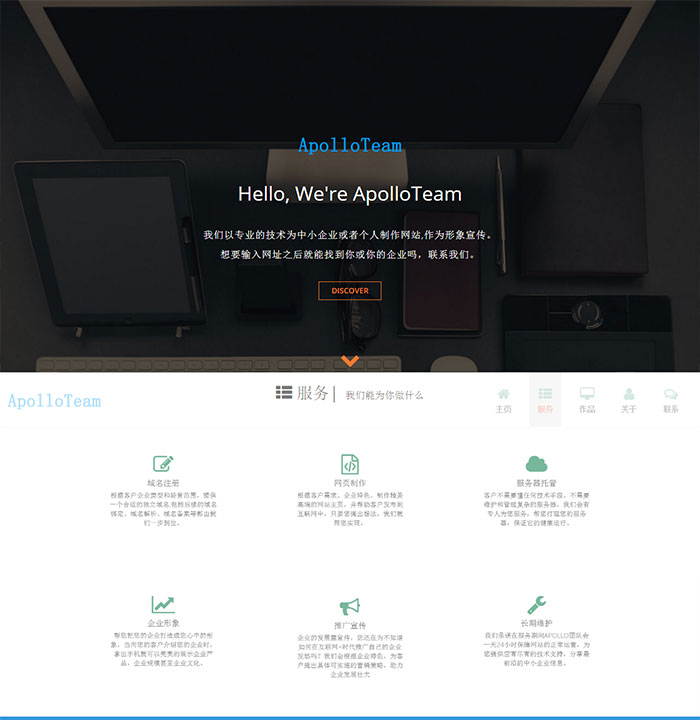 ApolloTeam
Hello, We're ApolloTeam
我们以专业的技术为中小企业或者个人制作网站,作为形象宣传。
想要输入网址之后就能找到你或你的企业吗，联系我们。
DISCOVER
ApolloTeam
服务 | 我们能为你做什么
主页 服务 作品 关于 联系
域名注册
根据客户企业类型和经营范围，提供
一个合适的独立域名,包括后续的域名
绑定、域名解析、域名备案等都由我
们一步到位。
网页制作
根据客户需求，企业特色，制作精美
高端的网站主页，并帮助客户发布到
互联网中。只要您提出想法，我们就
帮您实现。
服务器托管
客户不需要懂任何技术手段，不需要
维护和管理复杂的服务器。我们会有
专人为您服务，帮您打理您的服务
器，保证它的健康运行。
企业形象
帮您把您的企业打造成您心中的形
象，当向您的客户介绍您的企业时，
拿出手机就可以完美的展示企业产
品、企业规模甚至企业文化。
推广宣传
企业的发展靠宣传，您还在为不知道
如何在互联网+时代推广自己的企业
发愁吗？我们会根据企业特色，为客
户提出具体可实施的营销策略，助力
企业发展壮大
长期维护
我们承诺在服务期间APOLLO团队会
一天24小时保障网站的正常运营，为
您提供应有尽有的技术支持，分享最
前沿的中小企业信息。